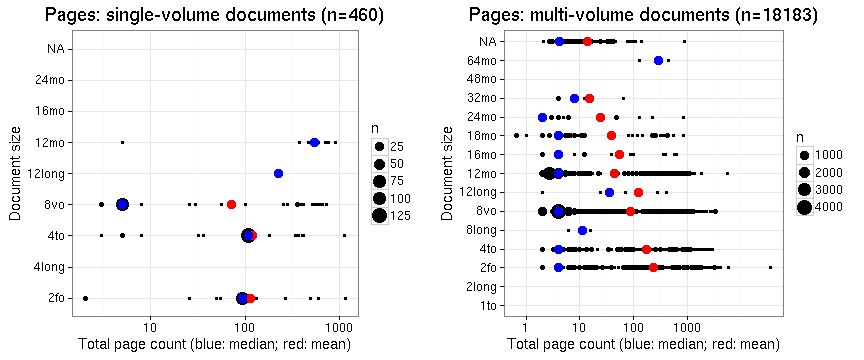 Pages: single-volume documents (n=460)
NA
24mo
16mo
12mo
12long
8vo
4to
4long
2fo
Document size
10
100
1000
Total page count (blue: median; red: mean)
n
25
50
75
100
125
Pages: multi-volume documents (n=18183)
NA
64mo
48mo
32mo
24mo
18mo
16mo
12mo
12long
8vo
8long
4to
2fo
2long
1to
Document size
1
10
100
1000
Total page count (blue: median; red: mean)
n
1000
2000
3000
4000